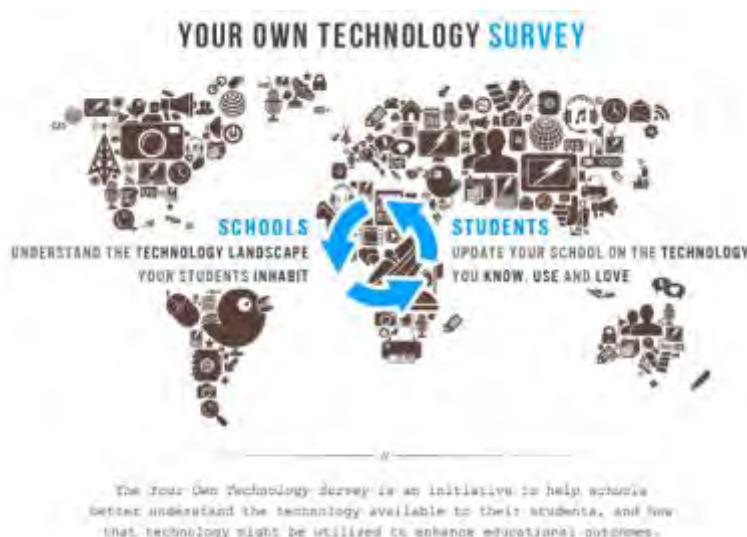 YOUR OWN TECHNOLOGY SURVEY
SCHOOLS
UNDERSTAND THE TECHNOLOGY LANDSCAPE
YOUR STUDENTS INHABIT
STUDENTS
UPDATE YOUR SCHOOL ON THE TECHNOLOGY
YOU KNOW, USE AND LOVE
//
The Your Own Technology Survey is an initiative to help schools
better understand the technology available to their students, and how
that technology might be utilised to enhance educational outcomes.